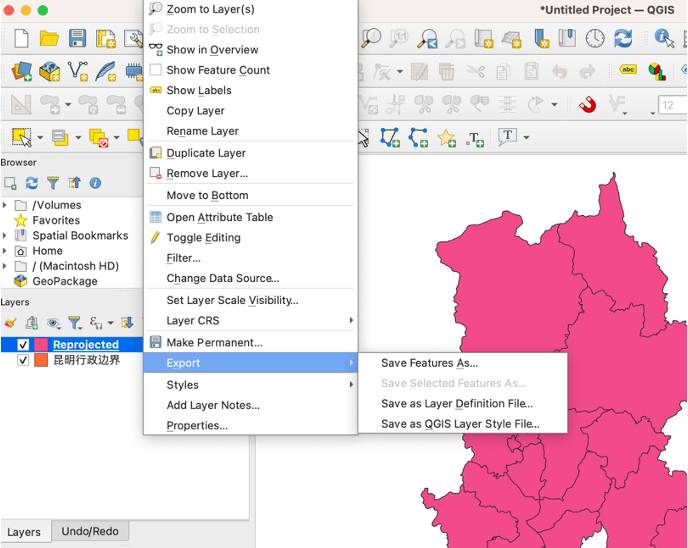 *Untitled Project — QGIS
Zoom to Layer(s)
Zoom to Selection
Show in Overview
Show Feature Count
Show Labels
Copy Layer
Rename Layer
Duplicate Layer
Remove Layer...
Move to Bottom
Open Attribute Table
Toggle Editing
Filter...
Change Data Source...
Set Layer Scale Visibility...
Layer CRS
Make Permanent...
Export
Styles
Add Layer Notes...
Properties...
Save Features As...
Save Selected Features As...
Save as Layer Definition File...
Save as QGIS Layer Style File...
abc
abc
12
T
T
Browser
/Volumes
Favorites
Spatial Bookmarks
Home
/ (Macintosh HD)
GeoPackage
Layers
Reprojected
昆明行政边界
Layers
Undo/Redo